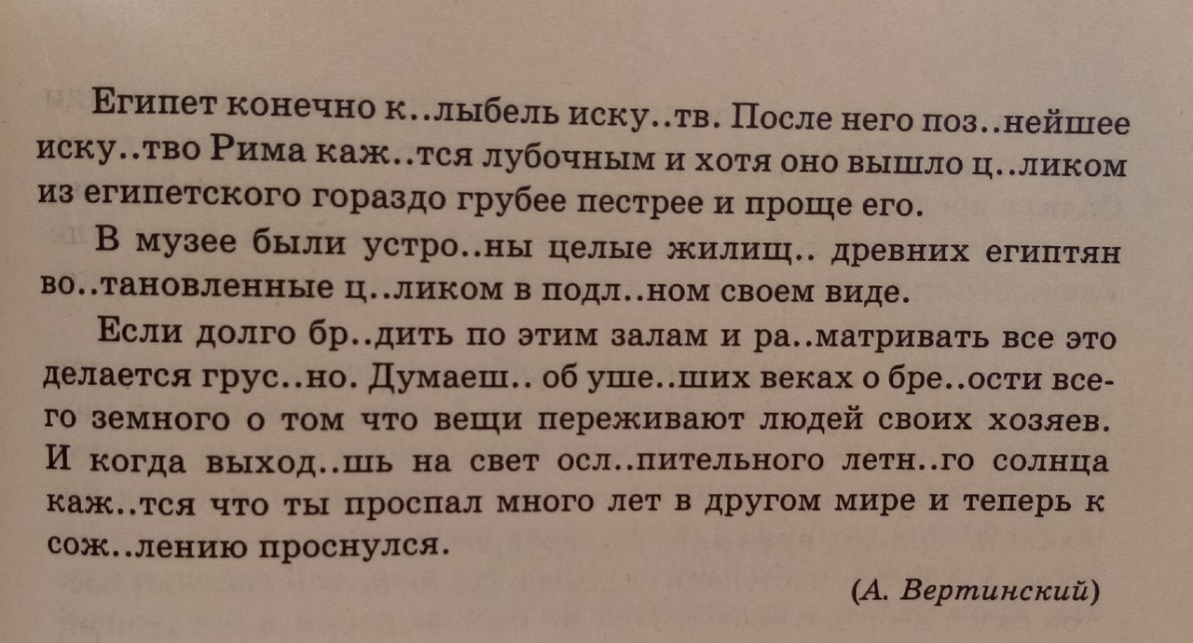 Египет конечно к..лыбель иску..тв. После него поз..нейшее
иску..тво Рима каж..тся лубочным и хотя оно вышло ц..ликом
из египетского гораздо грубее пестрее и проще его.
В музее были устро..ны целые жилищ.. древних египтян
во..тановленные ц..ликом в подл..ном своем виде.
Если долго бр..дить по этим залам и ра..матривать все это
делается грус..но. Думаеш.. об уше..ших веках о бре..ости все-
го земного о том что вещи переживают людей своих хозяев.
И когда выход..шь на свет осл..пительного летн..го солнца
каж..тся что ты проспал много лет в другом мире и теперь к
сож..лению проснулся.
(А. Вертинский)